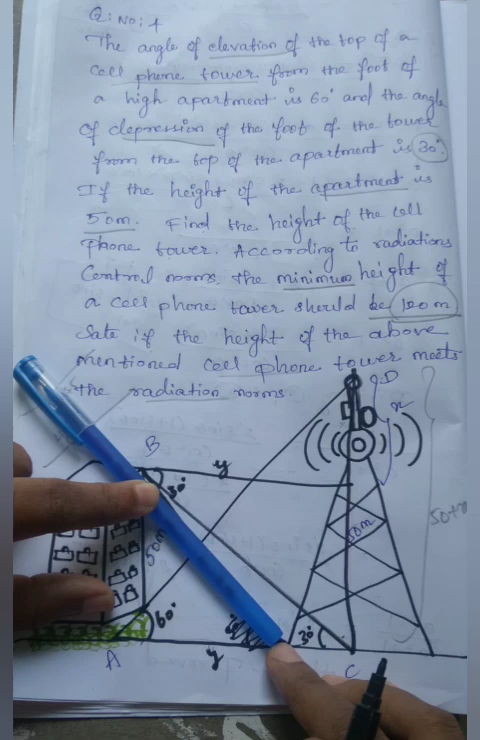 Q: No: 4
The angle of elevation of the top of a
cell phone tower from the foot of
a high apartment is 60° and the angle
of depression of the foot of the tower
from the top of the apartment is 30°.
If the height of the apartment is
50m. Find the height of the cell
phone tower. According to radiations
Control norms, the minimum height of
a cell phone tower should be 120 m
Sate if the height of the above
mentioned cell phone tower meets
the radiation norms.
D
x
B
y
30°
50m
50m
50+x
60°
30°
A
y
C